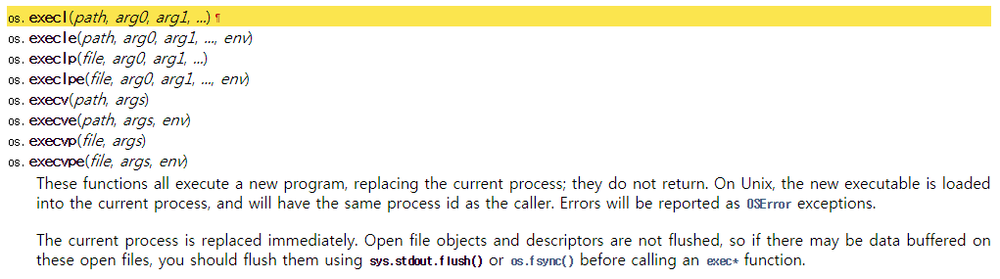 os.execl(path, arg0, arg1, ...) ¶
os.execle(path, arg0, arg1, ..., env)
os.execlp(file, arg0, arg1, ...)
os.execlpe(file, arg0, arg1, ..., env)
os.execv(path, args)
os.execve(path, args, env)
os.execvp(file, args)
os.execvpe(file, args, env)
These functions all execute a new program, replacing the current process; they do not return. On Unix, the new executable is loaded
into the current process, and will have the same process id as the caller. Errors will be reported as OSError exceptions.
The current process is replaced immediately. Open file objects and descriptors are not flushed, so if there may be data buffered on
these open files, you should flush them using sys.stdout.flush() or os.fsync() before calling an exec* function.